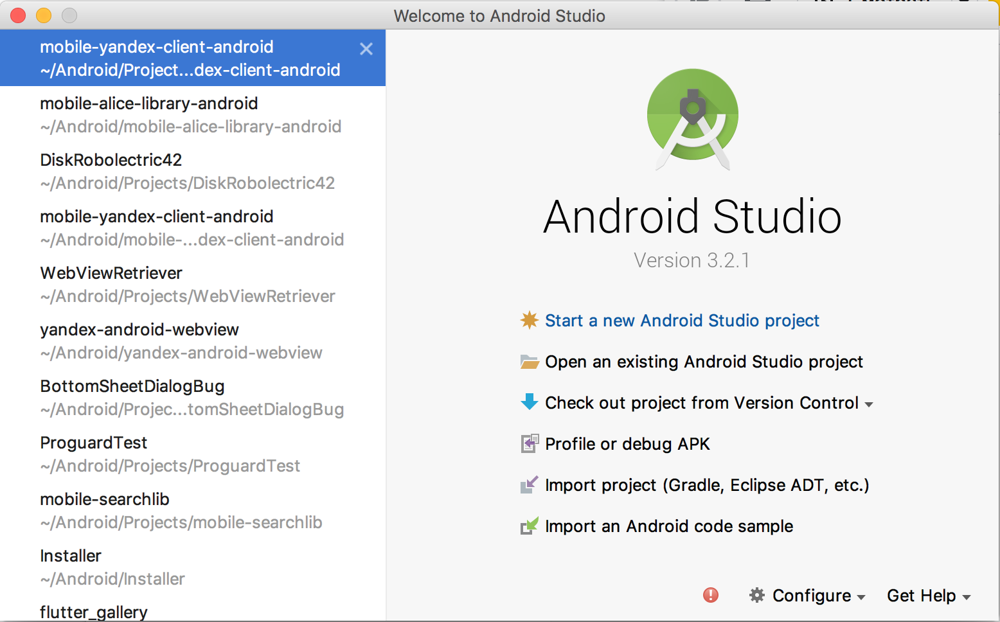 Welcome to Android Studio
mobile-yandex-client-android
~/Android/Project...dex-client-android
mobile-alice-library-android
~/Android/mobile-alice-library-android
DiskRobolectric42
~/Android/Projects/DiskRobolectric42
mobile-yandex-client-android
~/Android/mobile-...dex-client-android
WebViewRetriever
~/Android/Projects/WebViewRetriever
yandex-android-webview
~/Android/yandex-android-webview
BottomSheetDialogBug
~/Android/Projec...tomSheetDialogBug
ProguardTest
~/Android/Projects/ProguardTest
mobile-searchlib
~/Android/Projects/mobile-searchlib
Installer
~/Android/Installer
flutter_gallery
Android Studio
Version 3.2.1
Start a new Android Studio project
Open an existing Android Studio project
Check out project from Version Control
Profile or debug APK
Import project (Gradle, Eclipse ADT, etc.)
Import an Android code sample
Configure
Get Help